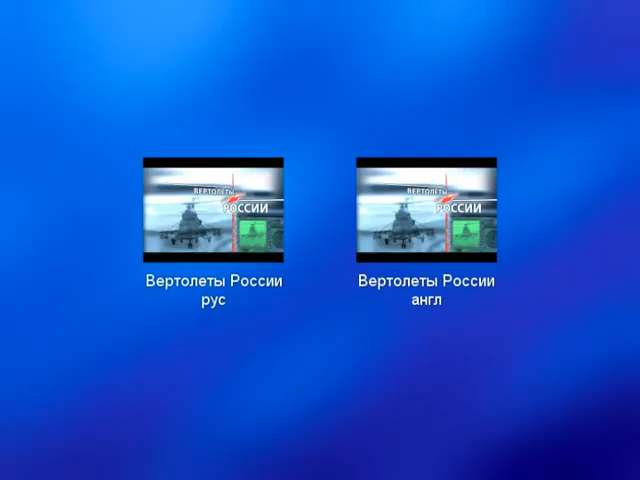 ВЕРТОЛЕТЫ
РОССИИ
Вертолеты России
рус
ВЕРТОЛЕТЫ
РОССИИ
Вертолеты России
англ